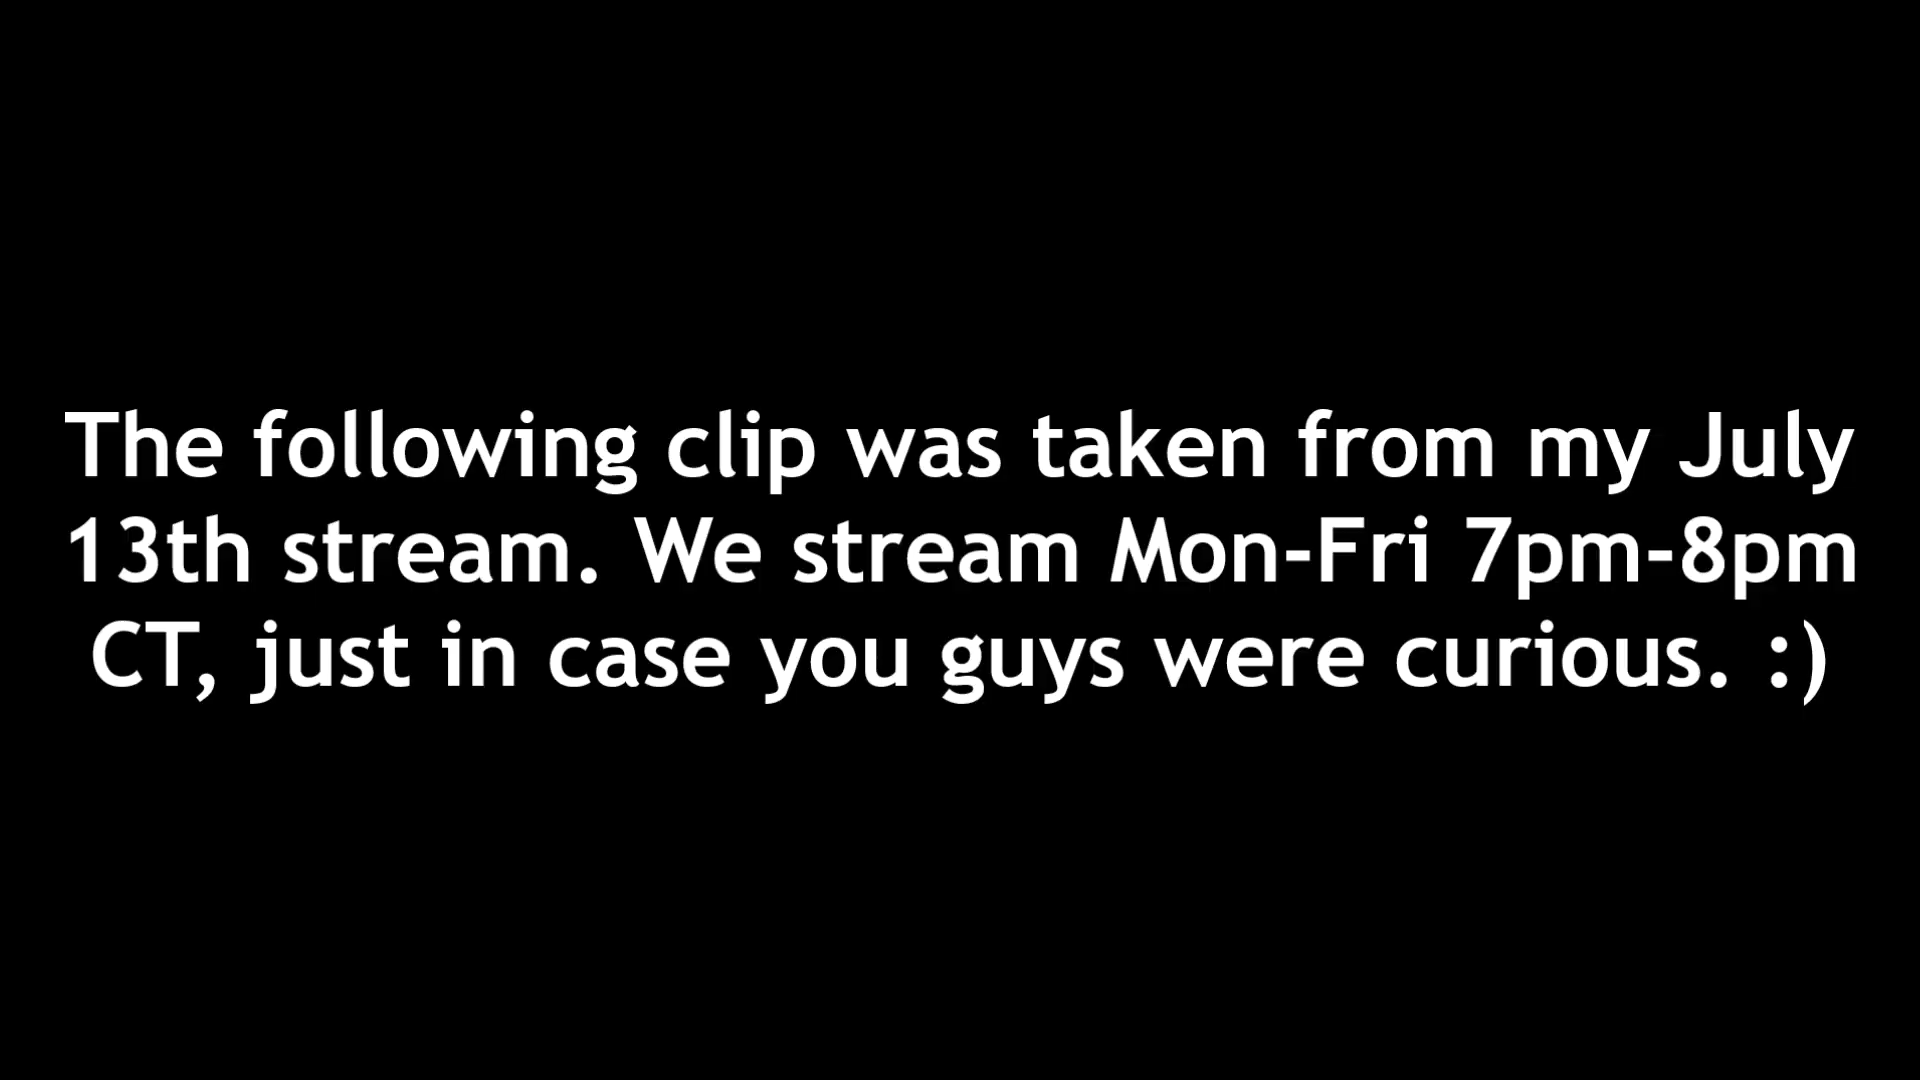 The following clip was taken from my July
13th stream. We stream Mon-Fri 7pm-8pm
CT, just in case you guys were curious. :)